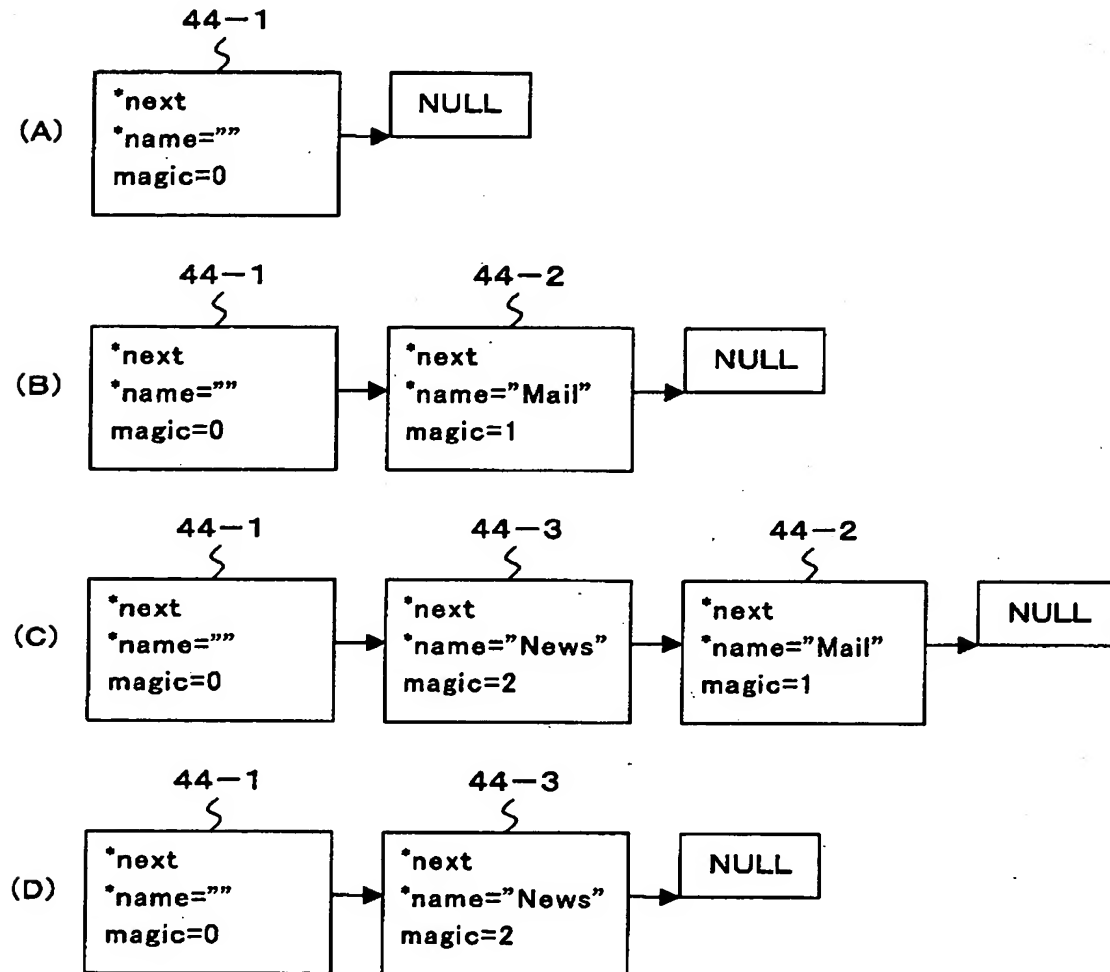 44-1
(A)
*next
*name=""
magic=0
NULL
44-1
44-2
(B)
*next
*name=""
magic=0
*next
*name="Mail"
magic=1
NULL
44-1
44-3
44-2
(C)
*next
*name=""
magic=0
*next
*name="News"
magic=2
*next
*name="Mail"
magic=1
NULL
44-1
44-3
(D)
*next
*name=""
magic=0
*next
*name="News"
magic=2
NULL